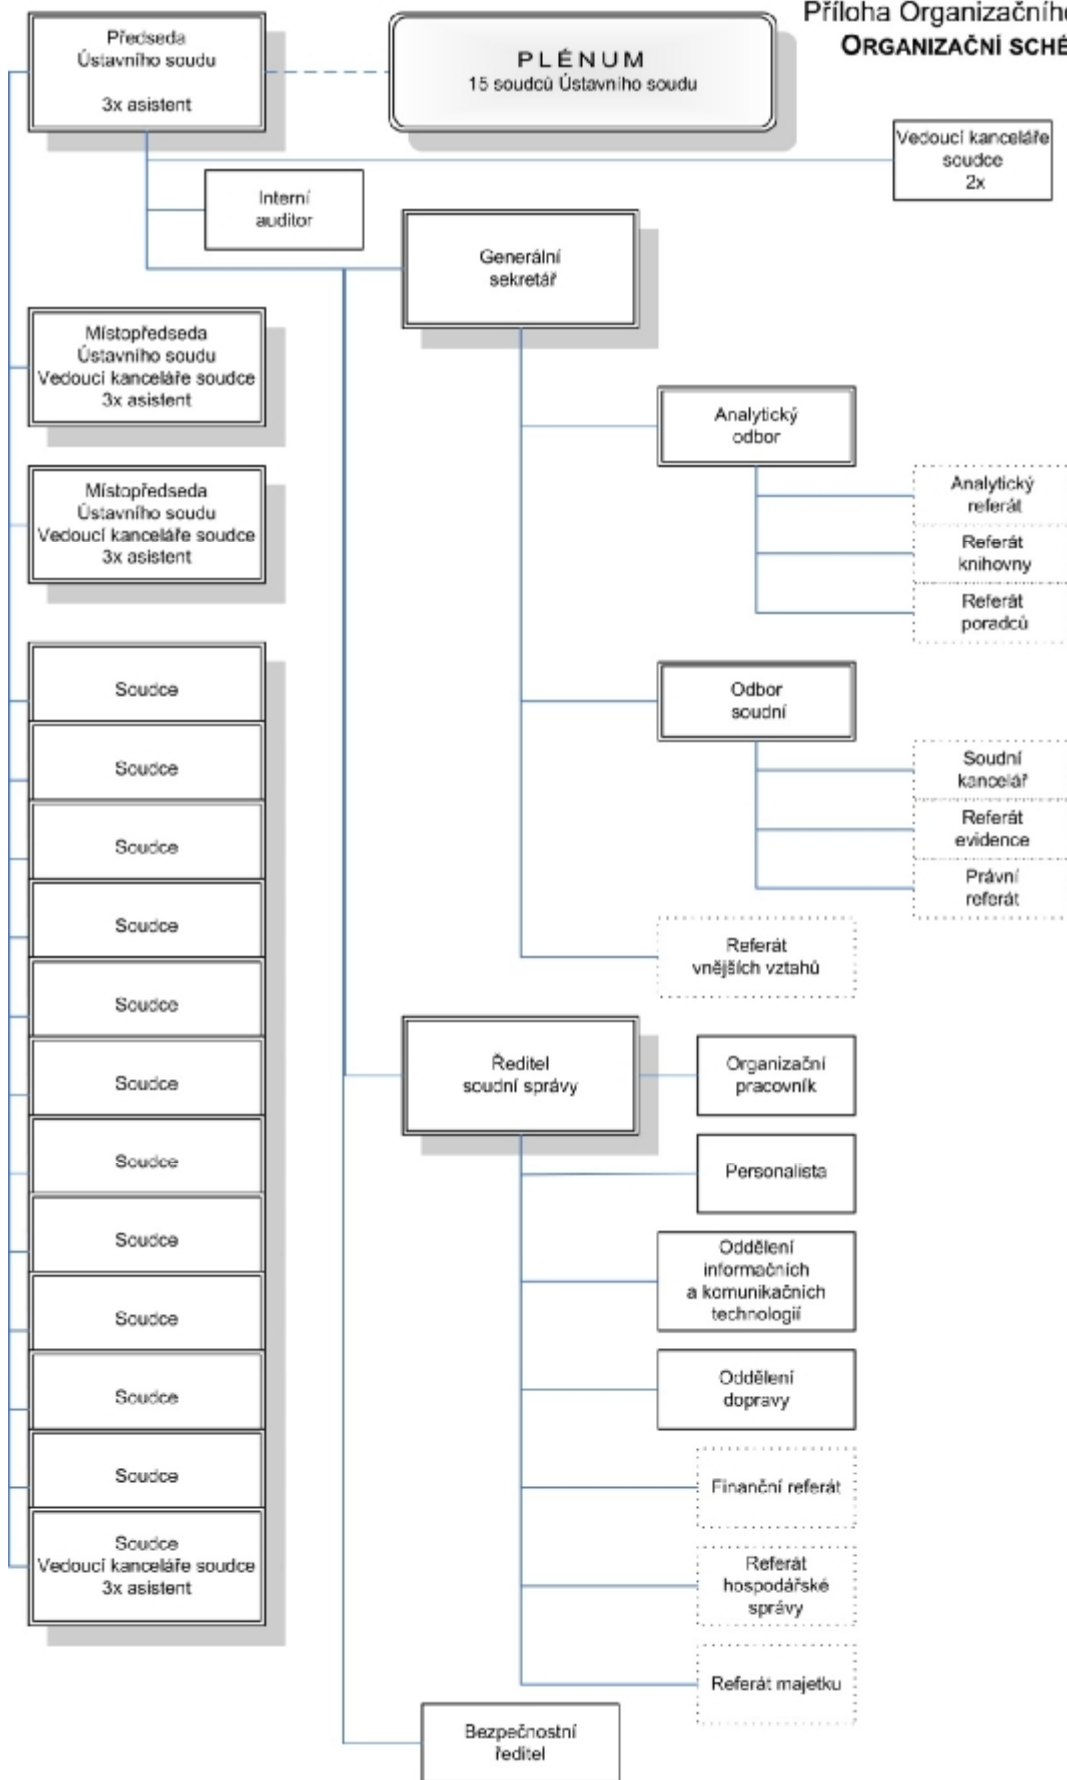 Příloha Organizačního
ORGANIZAČNÍ SCHÉ
Předseda
Ústavního soudu
3x asistent
PLÉNUM
15 soudců Ústavního soudu
Vedoucí kanceláře
soudce
2x
Interní
auditor
Generální
sekretář
Místopředseda
Ústavního soudu
Vedoucí kanceláře soudce
3x asistent
Místopředseda
Ústavního soudu
Vedoucí kanceláře soudce
3x asistent
Analytický
odbor
Analytický
referát
Referát
knihovny
Referát
poradců
Odbor
soudní
Soudní
kancelář
Referát
evidence
Právní
referát
Referát
vnějších vztahů
Soudce
Soudce
Soudce
Soudce
Soudce
Soudce
Soudce
Soudce
Soudce
Soudce
Soudce
Soudce
Vedoucí kanceláře soudce
3x asistent
Ředitel
soudní správy
Organizační
pracovník
Personalista
Oddělení
informačních
a komunikačních
technologií
Oddělení
dopravy
Finanční referát
Referát
hospodářské
správy
Referát majetku
Bezpečnostní
ředitel